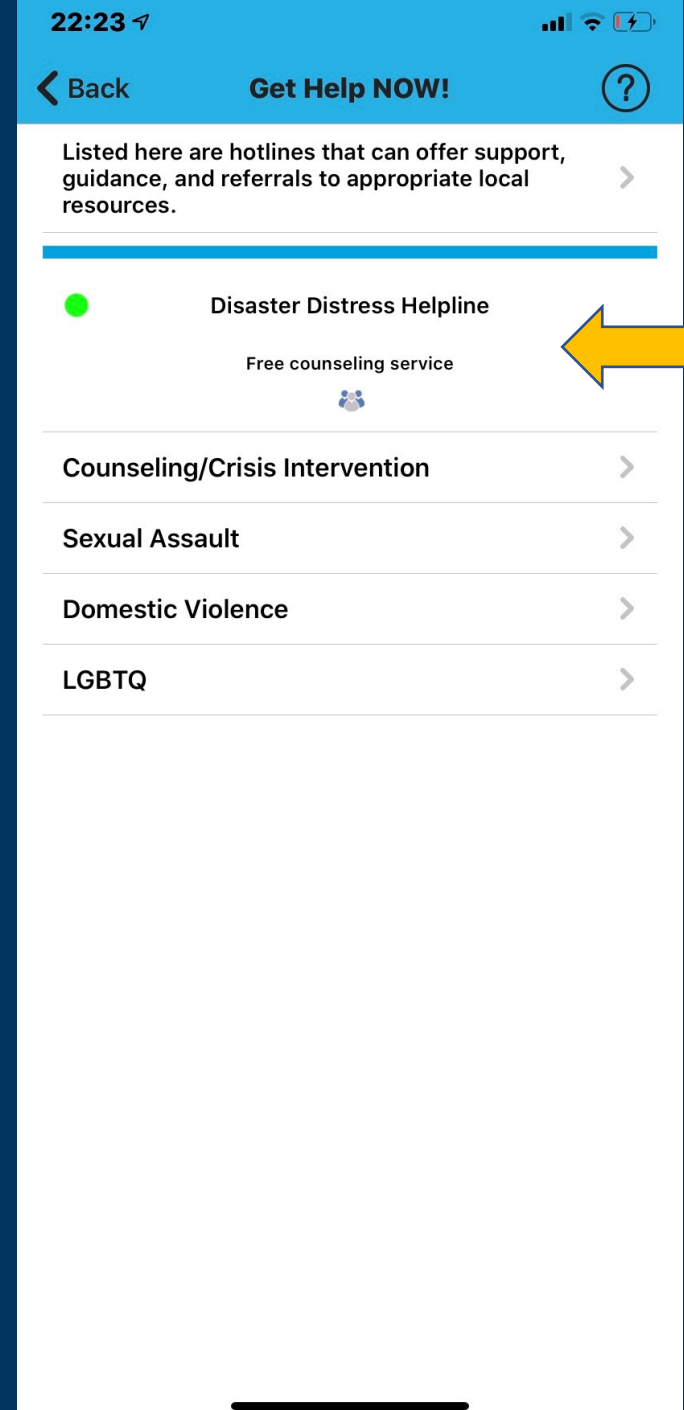 22:23
Back
Get Help NOW!
?
Listed here are hotlines that can offer support,
guidance, and referrals to appropriate local
resources.
Disaster Distress Helpline
Free counseling service
Counseling/Crisis Intervention
Sexual Assault
Domestic Violence
LGBTQ